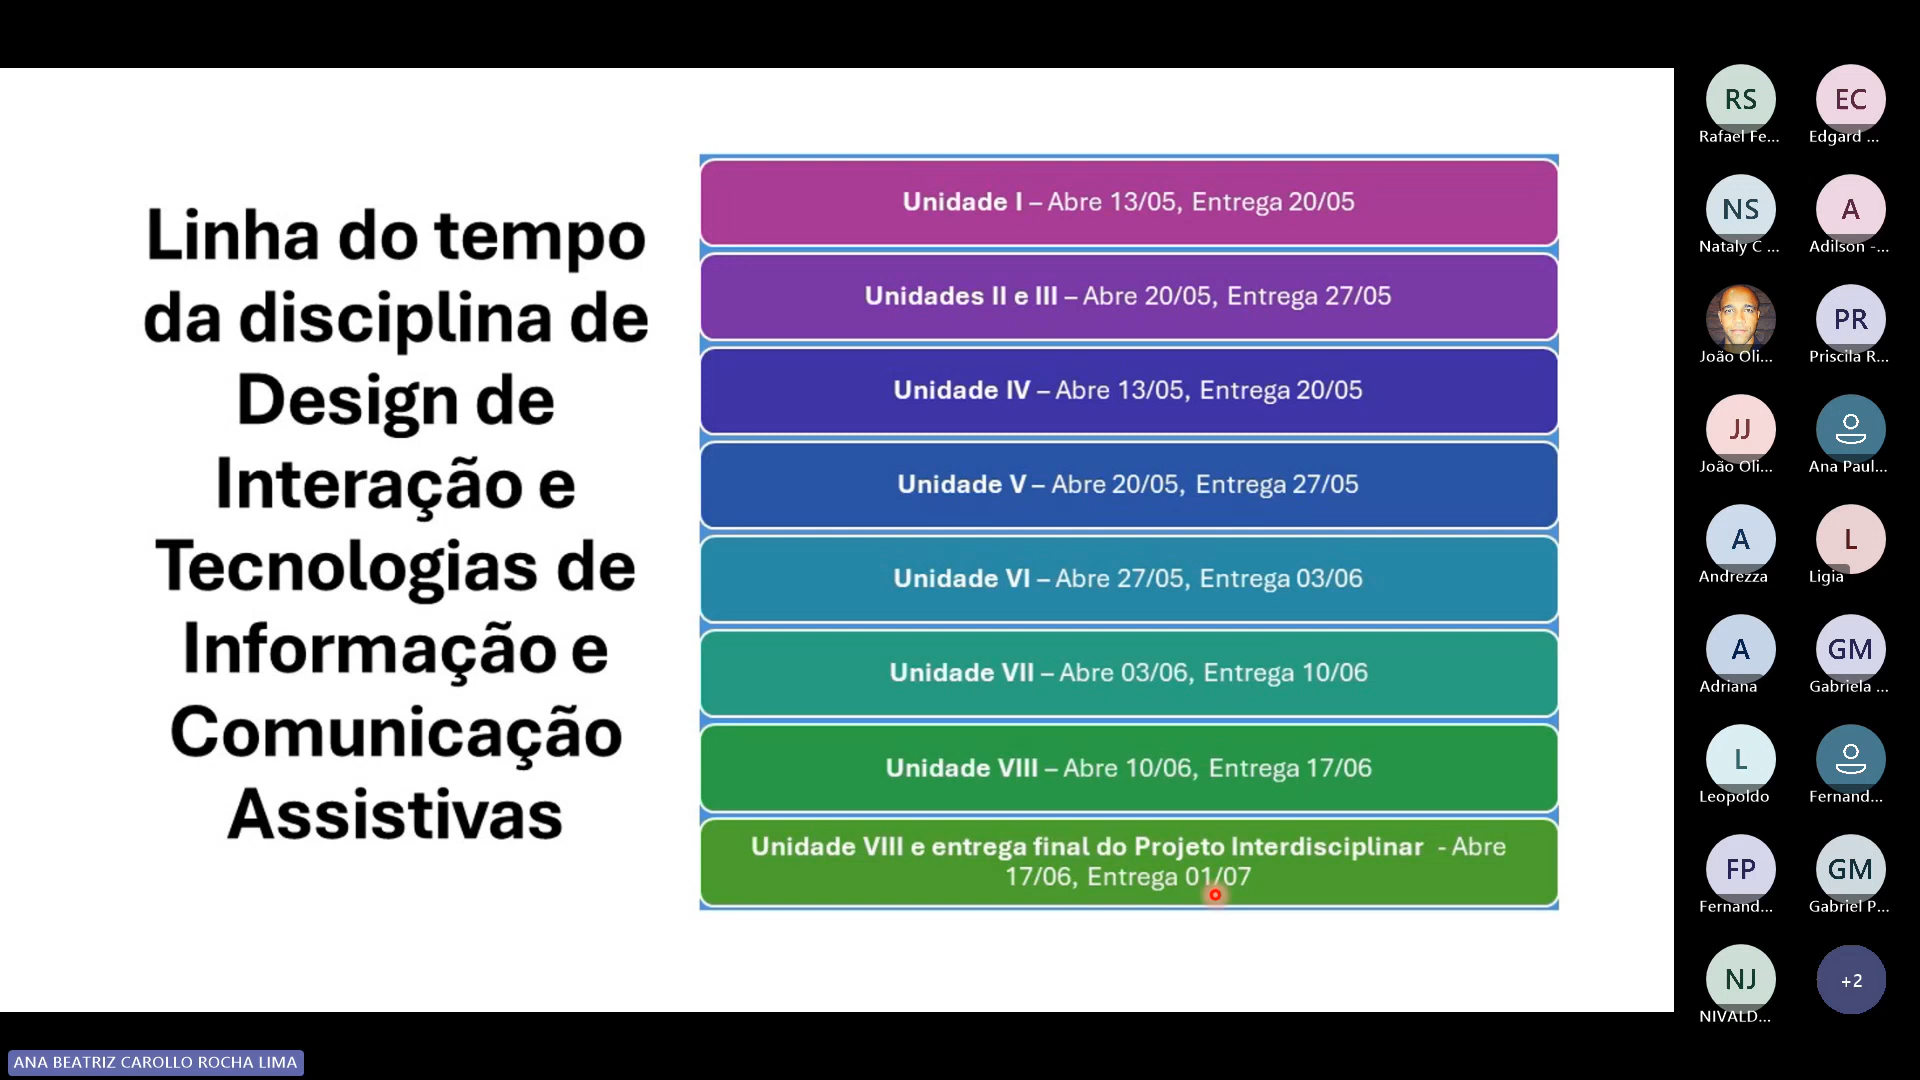 Linha do tempo
da disciplina de
Design de
Interação e
Tecnologias de
Informação e
Comunicação
Assistivas
Unidade I – Abre 13/05, Entrega 20/05
Unidades II e III – Abre 20/05, Entrega 27/05
Unidade IV – Abre 13/05, Entrega 20/05
Unidade V – Abre 20/05, Entrega 27/05
Unidade VI – Abre 27/05, Entrega 03/06
Unidade VII – Abre 03/06, Entrega 10/06
Unidade VIII – Abre 10/06, Entrega 17/06
Unidade VIII e entrega final do Projeto Interdisciplinar - Abre
17/06, Entrega 01/07
RS
EC
Rafael Fe...
Edgard ...
NS
A
Nataly C ...
Adilson -...
PR
João Oli...
Priscila R...
JJ
João Oli...
Ana Paul...
A
L
Andrezza
Ligia
A
GM
Adriana
Gabriela ...
L
Leopoldo
Fernand...
FP
GM
Fernand...
Gabriel P...
NJ
+2
NIVALD...
ANA BEATRIZ CAROLLO ROCHA LIMA